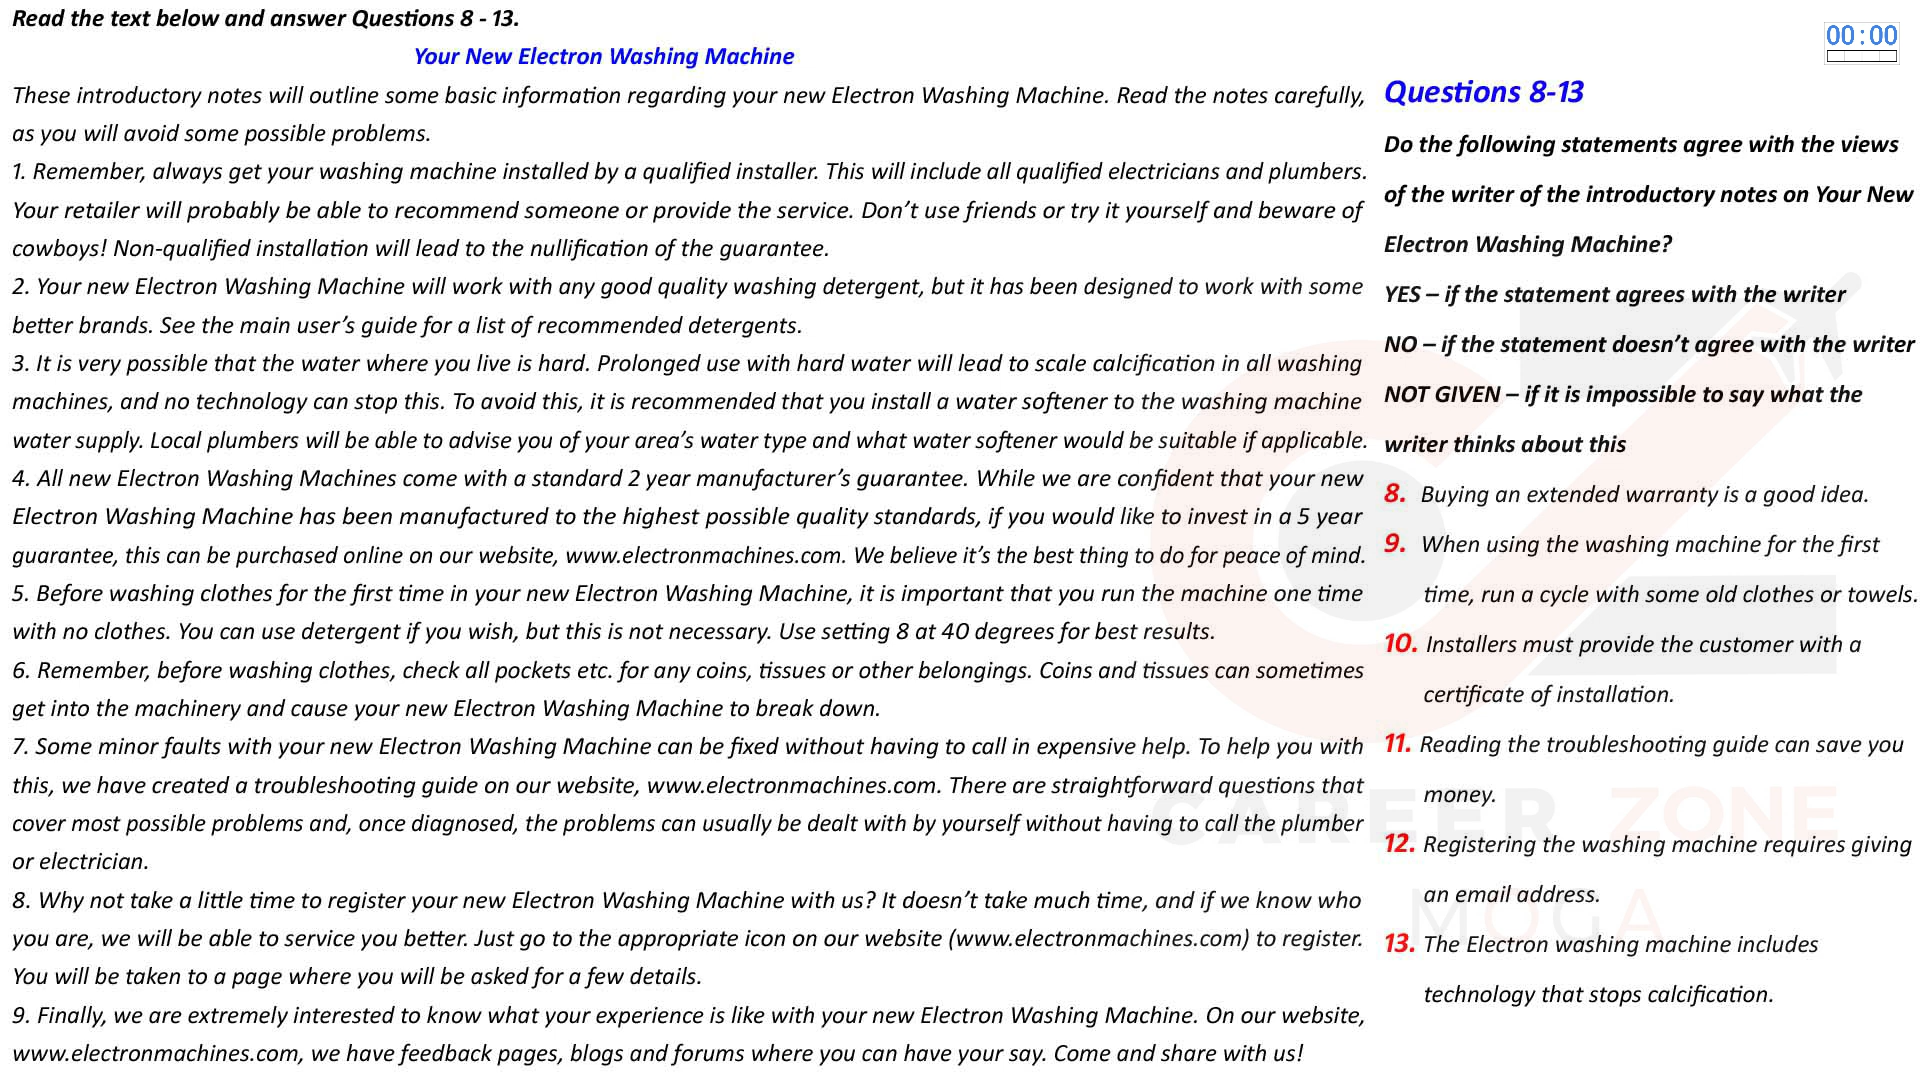 Read the text below and answer Questions 8 - 13.
Your New Electron Washing Machine
These introductory notes will outline some basic information regarding your new Electron Washing Machine. Read the notes carefully,
as you will avoid some possible problems.
1. Remember, always get your washing machine installed by a qualified installer. This will include all qualified electricians and plumbers.
Your retailer will probably be able to recommend someone or provide the service. Don’t use friends or try it yourself and beware of
cowboys! Non-qualified installation will lead to the nullification of the guarantee.
2. Your new Electron Washing Machine will work with any good quality washing detergent, but it has been designed to work with some
better brands. See the main user’s guide for a list of recommended detergents.
3. It is very possible that the water where you live is hard. Prolonged use with hard water will lead to scale calcification in all washing
machines, and no technology can stop this. To avoid this, it is recommended that you install a water softener to the washing machine
water supply. Local plumbers will be able to advise you of your area’s water type and what water softener would be suitable if applicable.
4. All new Electron Washing Machines come with a standard 2 year manufacturer’s guarantee. While we are confident that your new
Electron Washing Machine has been manufactured to the highest possible quality standards, if you would like to invest in a 5 year
guarantee, this can be purchased online on our website, www.electronmachines.com. We believe it’s the best thing to do for peace of mind.
5. Before washing clothes for the first time in your new Electron Washing Machine, it is important that you run the machine one time
with no clothes. You can use detergent if you wish, but this is not necessary. Use setting 8 at 40 degrees for best results.
6. Remember, before washing clothes, check all pockets etc. for any coins, tissues or other belongings. Coins and tissues can sometimes
get into the machinery and cause your new Electron Washing Machine to break down.
7. Some minor faults with your new Electron Washing Machine can be fixed without having to call in expensive help. To help you with
this, we have created a troubleshooting guide on our website, www.electronmachines.com. There are straightforward questions that
cover most possible problems and, once diagnosed, the problems can usually be dealt with by yourself without having to call the plumber
or electrician.
8. Why not take a little time to register your new Electron Washing Machine with us? It doesn’t take much time, and if we know who
you are, we will be able to service you better. Just go to the appropriate icon on our website (www.electronmachines.com) to register.
You will be taken to a page where you will be asked for a few details.
9. Finally, we are extremely interested to know what your experience is like with your new Electron Washing Machine. On our website,
www.electronmachines.com, we have feedback pages, blogs and forums where you can have your say. Come and share with us!
00:00
Questions 8-13
Do the following statements agree with the views
of the writer of the introductory notes on Your New
Electron Washing Machine?
YES – if the statement agrees with the writer
NO – if the statement doesn’t agree with the writer
NOT GIVEN – if it is impossible to say what the
writer thinks about this
8. Buying an extended warranty is a good idea.
9. When using the washing machine for the first
time, run a cycle with some old clothes or towels.
10. Installers must provide the customer with a
certificate of installation.
11. Reading the troubleshooting guide can save you
money.
12. Registering the washing machine requires giving
an email address.
13. The Electron washing machine includes
technology that stops calcification.
CAREER ZONE
MOGA